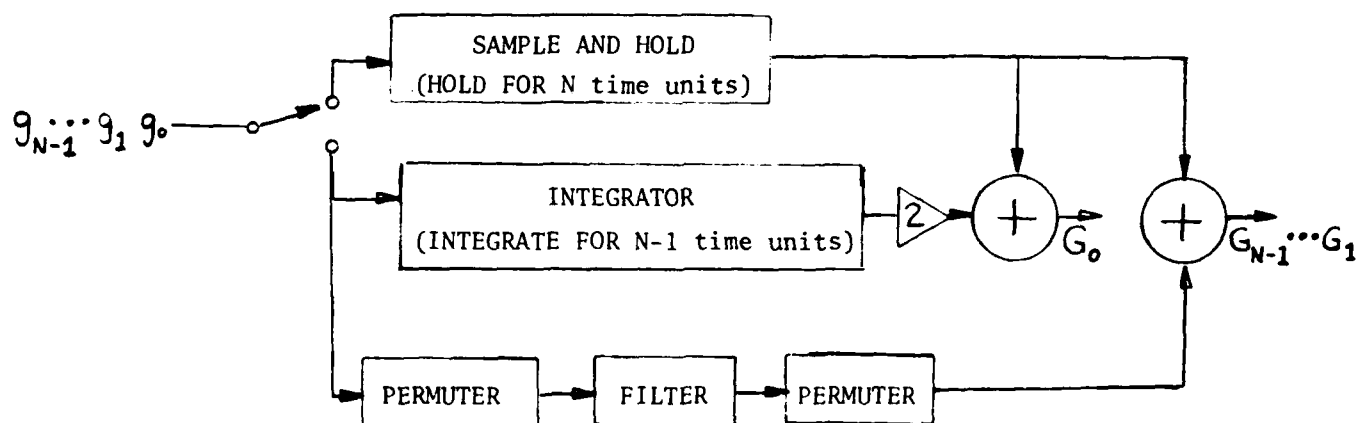 SAMPLE AND HOLD
(HOLD FOR N time units)
g_{N-1} ... g_1 g_0
INTEGRATOR
(INTEGRATE FOR N-1 time units)
2
+
G_0
+
G_{N-1} ... G_1
PERMUTER
FILTER
PERMUTER